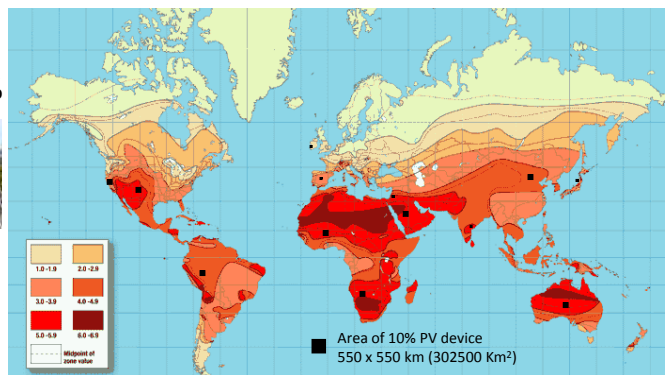 1.0 - 1.9
2.0 - 2.9
3.0 - 3.9
4.0 - 4.9
5.0 - 5.9
6.0 - 6.9
Midpoint of
zone value
Area of 10% PV device
550 x 550 km (302500 Km²)